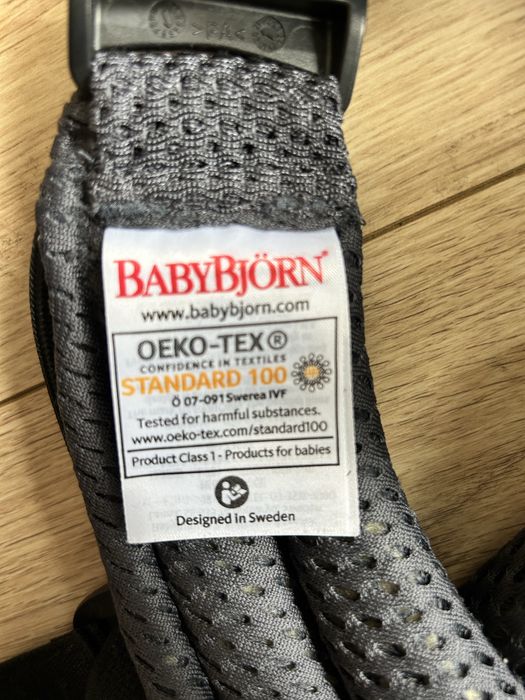 BABYBJÖRN®
www.babybjorn.com
OEKO-TEX®
CONFIDENCE IN TEXTILES
STANDARD 100
Ö 07-091 Swerea IVF
Tested for harmful substances.
www.oeko-tex.com/standard100
Product Class 1 - Products for babies
Designed in Sweden